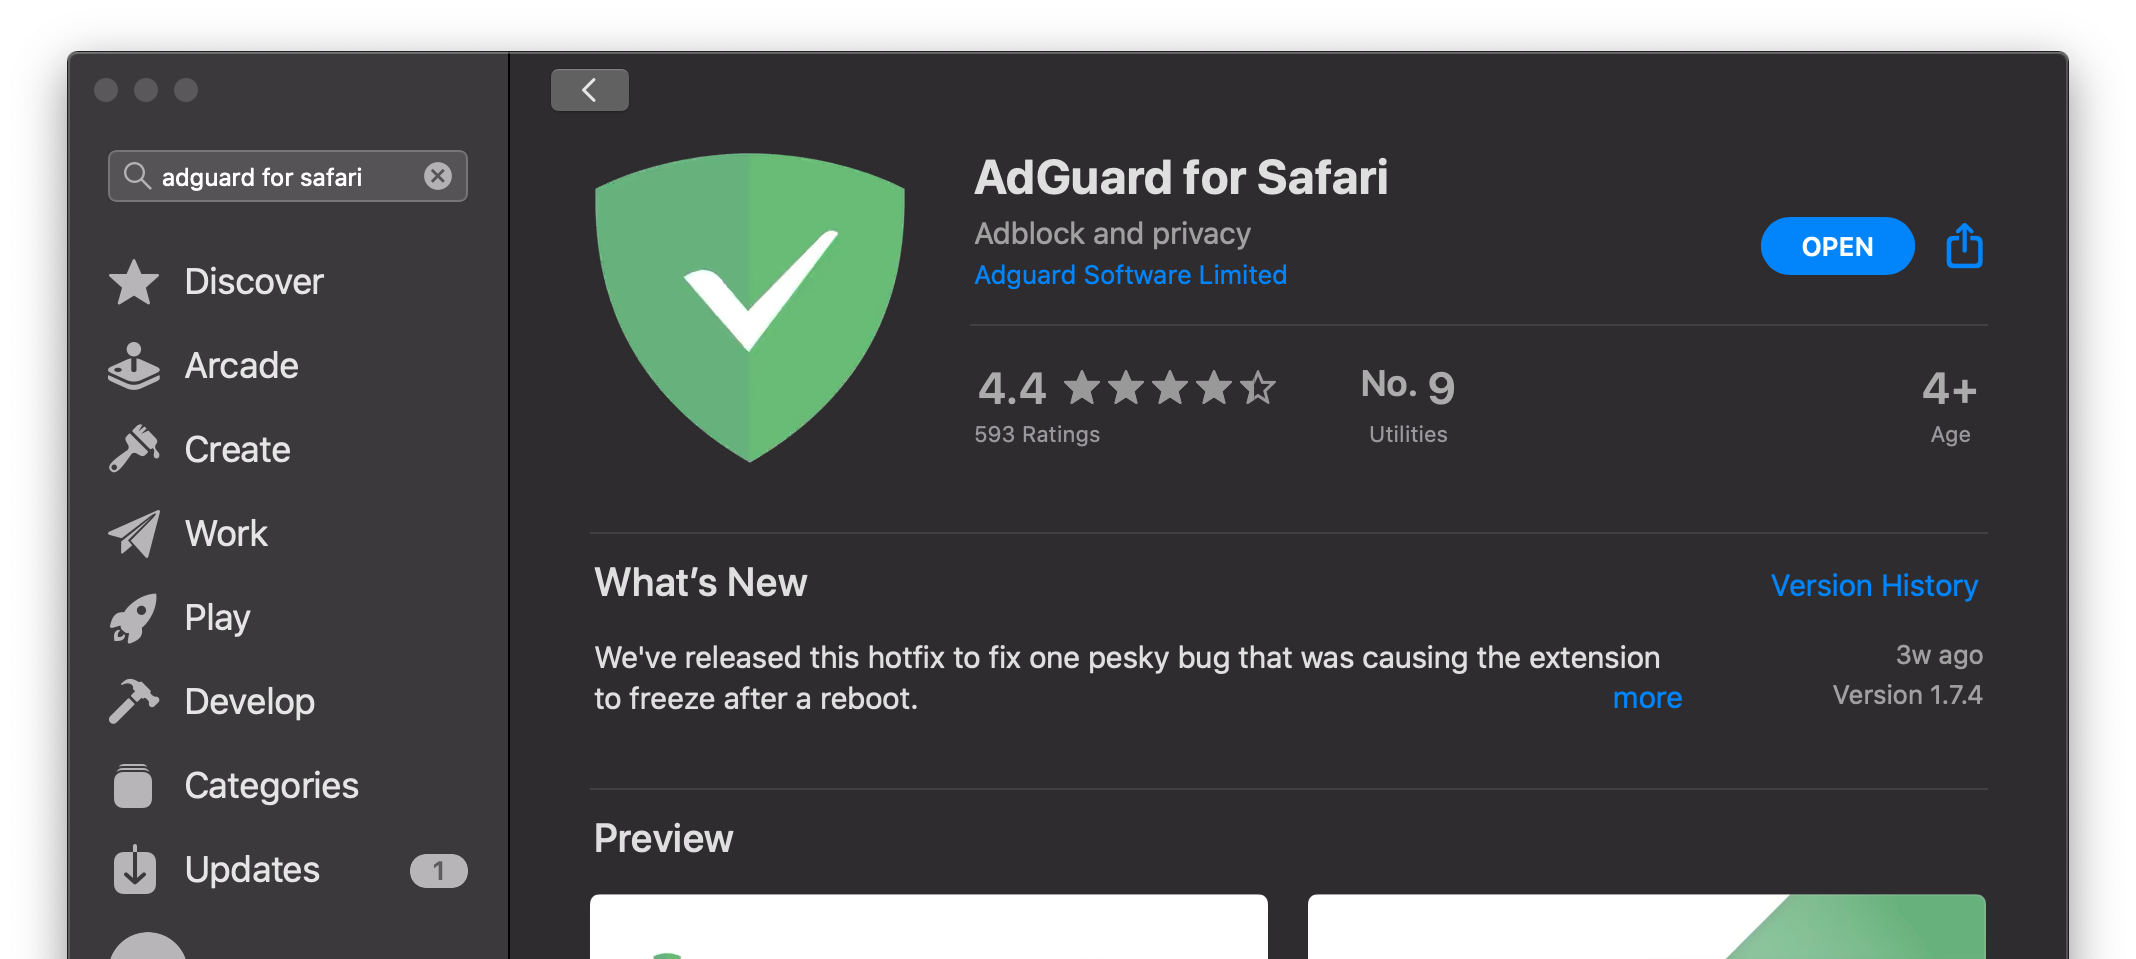 adguard for safari
Discover
Arcade
Create
Work
Play
Develop
Categories
Updates 1
AdGuard for Safari
Adblock and privacy
Adguard Software Limited
OPEN
4.4
593 Ratings
No. 9
Utilities
4+
Age
What's New
Version History
We've released this hotfix to fix one pesky bug that was causing the extension
to freeze after a reboot.
more
3w ago
Version 1.7.4
Preview